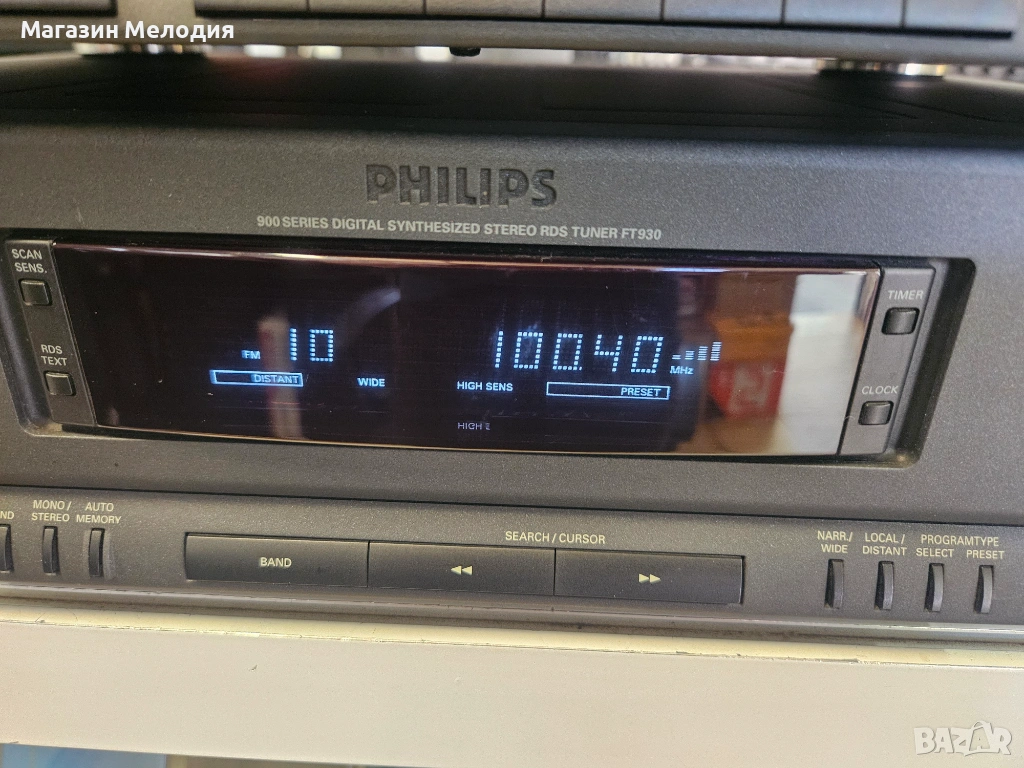 Магазин Мелодия
PHILIPS
900 SERIES DIGITAL SYNTHESIZED STEREO RDS TUNER FT930
SCAN SENS.
TIMER
FM 10 100.40 MHz
RDS TEXT
DISTANT WIDE HIGH SENS PRESET
CLOCK
HIGH
MONO / STEREO
AUTO MEMORY
SEARCH / CURSOR
BAND
NARR./ WIDE
LOCAL / DISTANT
PROGRAMTYPE
SELECT PRESET
BAZAR